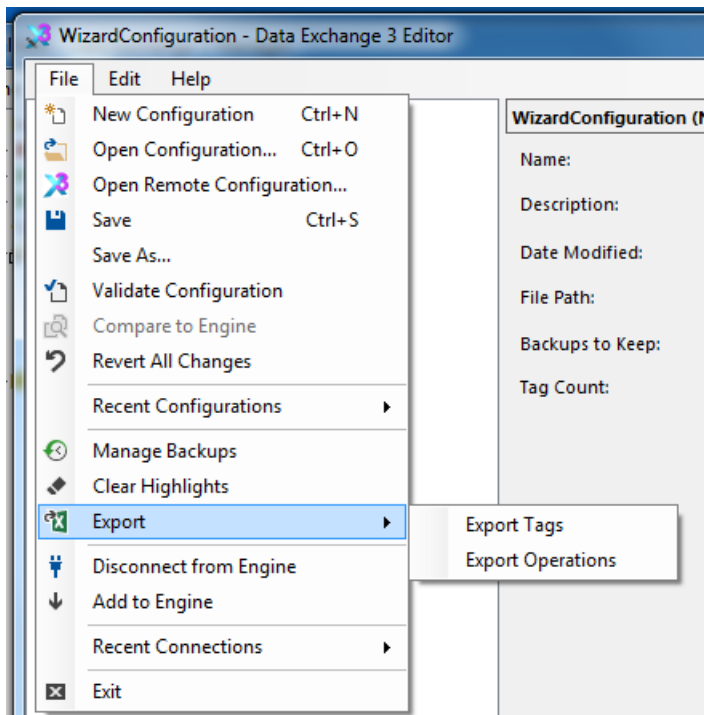 WizardConfiguration - Data Exchange 3 Editor
File Edit Help
New Configuration Ctrl+N
Open Configuration... Ctrl+O
Open Remote Configuration...
Save Ctrl+S
Save As...
Validate Configuration
Compare to Engine
Revert All Changes
Recent Configurations
Manage Backups
Clear Highlights
Export
Export Tags
Export Operations
Disconnect from Engine
Add to Engine
Recent Connections
Exit
WizardConfiguration (
Name:
Description:
Date Modified:
File Path:
Backups to Keep:
Tag Count: